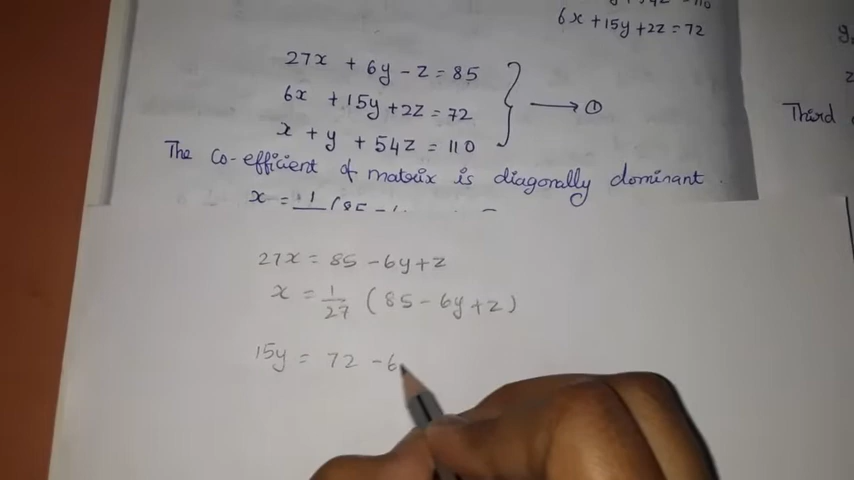 6x + 15y + 2z = 72
27x + 6y - z = 85
6x + 15y + 2z = 72
x + y + 54z = 110
→ ①
The Co-efficient of matrix is diagonally dominant.
27x = 85 - 6y + z
x = 1/27 (85 - 6y + z)
15y = 72 - 6
Third